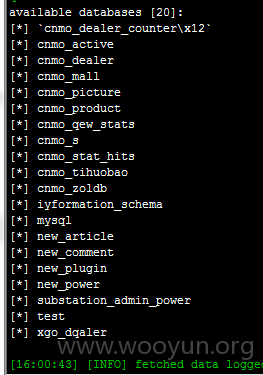 available databases [20]:
[*] `cnmo_dealer_counter\x12`
[*] cnmo_active
[*] cnmo_dealer
[*] cnmo_mall
[*] cnmo_picture
[*] cnmo_product
[*] cnmo_qew_stats
[*] cnmo_s
[*] cnmo_stat_hits
[*] cnmo_tihuobao
[*] cnmo_zoldb
[*] iyformation_schema
[*] mysql
[*] new_article
[*] new_comment
[*] new_plugin
[*] new_power
[*] substation_admin_power
[*] test
[*] xgo_dqaler
www.wooyun.org
[16:00:43] [INFO] fetched data logge